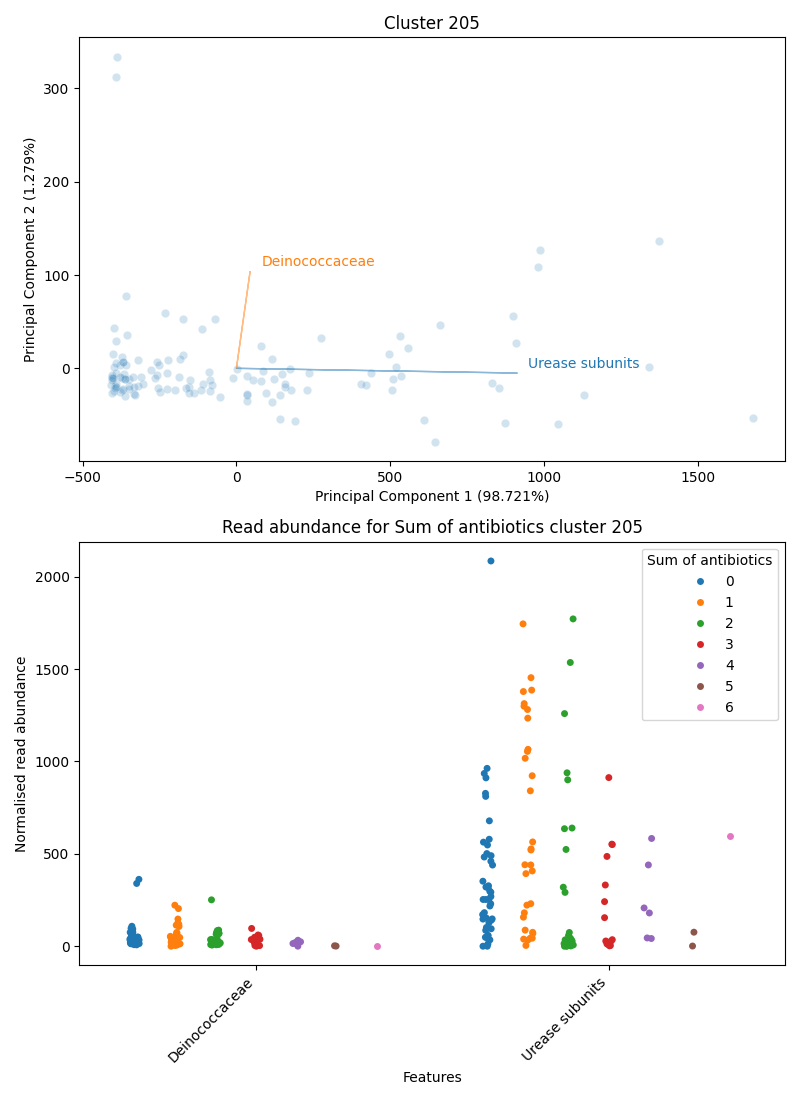 Cluster 205
300
200
100
0
Principal Component 2 (1.279%)
Deinococcaceae
Urease subunits
−500
0
500
1000
1500
Principal Component 1 (98.721%)
Read abundance for Sum of antibiotics cluster 205
2000
1500
1000
500
0
Normalised read abundance
Sum of antibiotics
0
1
2
3
4
5
6
Deinococcaceae
Urease subunits
Features